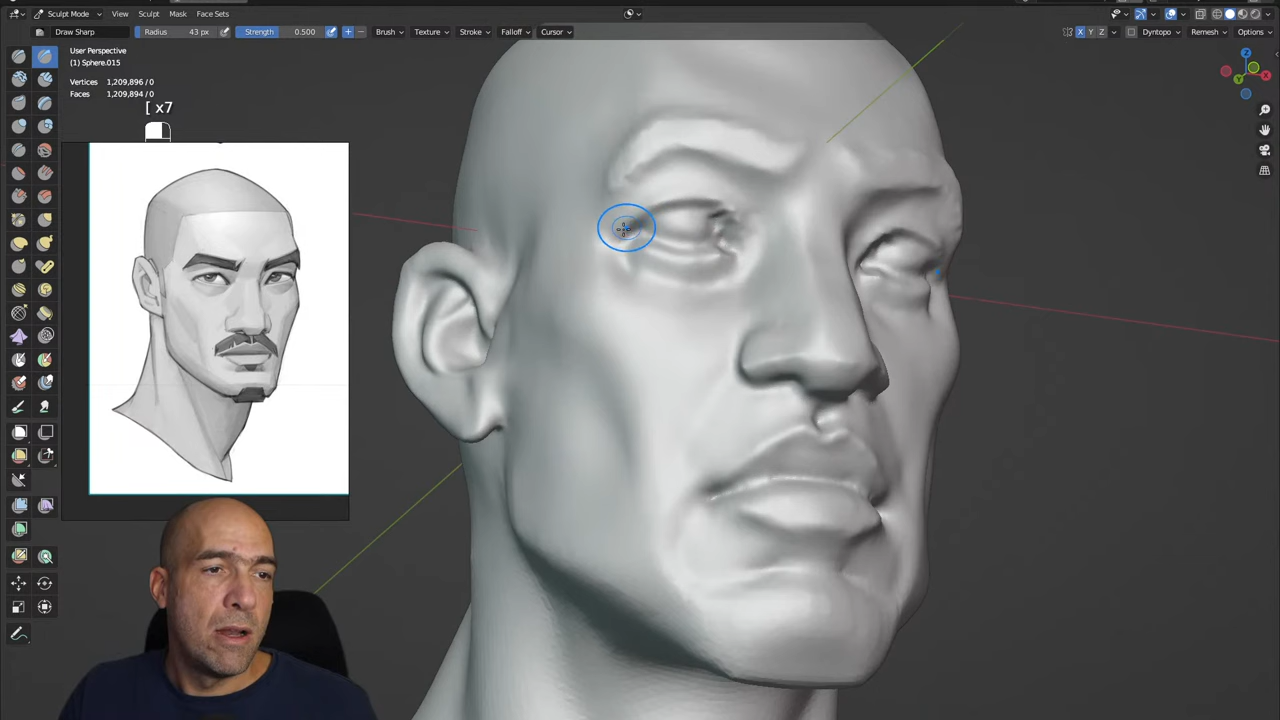 Sculpt Mode View Sculpt Mask Face Sets
Draw Sharp Radius 43 px Strength 0.500 Brush Texture Stroke Falloff Cursor X Y Z Dyntopo Remesh Options
User Perspective
(1) Sphere.015
Vertices 1,209,896 / 0
Faces 1,209,894 / 0
[ x7
Z
X
Y